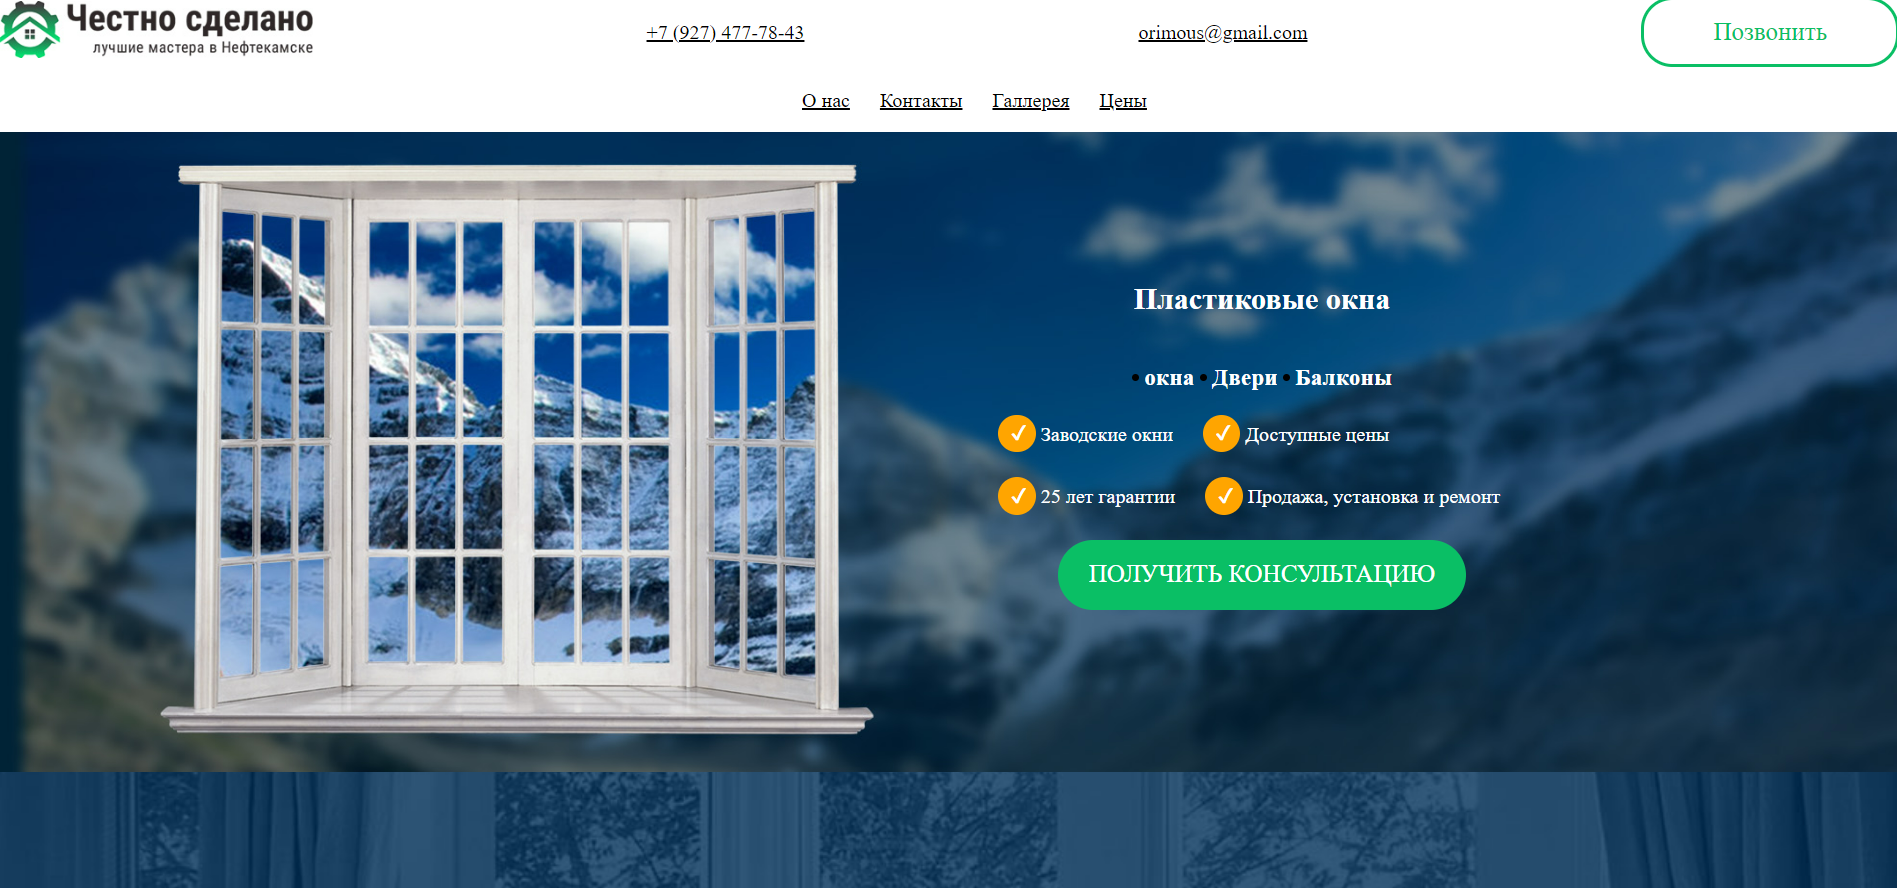 Честно сделано
лучшие мастера в Нефтекамске
+7 (927) 477-78-43
orimous@gmail.com
Позвонить
О нас Контакты Галлерея Цены
Пластиковые окна
• окна • Двери • Балконы
✓ Заводские окни ✓ Доступные цены
✓ 25 лет гарантии ✓ Продажа, установка и ремонт
ПОЛУЧИТЬ КОНСУЛЬТАЦИЮ